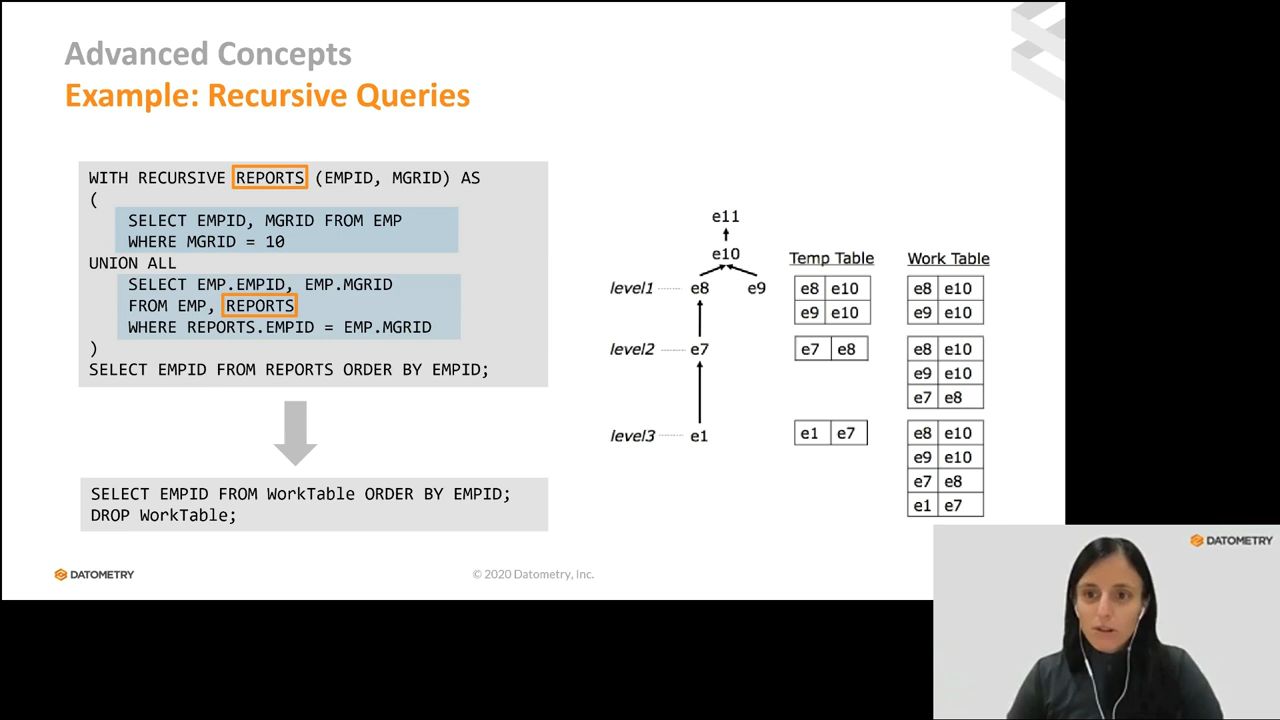 Advanced Concepts
Example: Recursive Queries
WITH RECURSIVE REPORTS (EMPID, MGRID) AS
(
SELECT EMPID, MGRID FROM EMP
WHERE MGRID = 10
UNION ALL
SELECT EMP.EMPID, EMP.MGRID
FROM EMP, REPORTS
WHERE REPORTS.EMPID = EMP.MGRID
)
SELECT EMPID FROM REPORTS ORDER BY EMPID;
SELECT EMPID FROM WorkTable ORDER BY EMPID;
DROP WorkTable;
e11
e10
level1 e8 e9
level2 e7
level3 e1
Temp Table
e8 e10
e9 e10
e7 e8
e1 e7
Work Table
e8 e10
e9 e10
e8 e10
e9 e10
e7 e8
e8 e10
e9 e10
e7 e8
e1 e7
DATOMETRY
© 2020 Datometry, Inc.
DATOMETRY